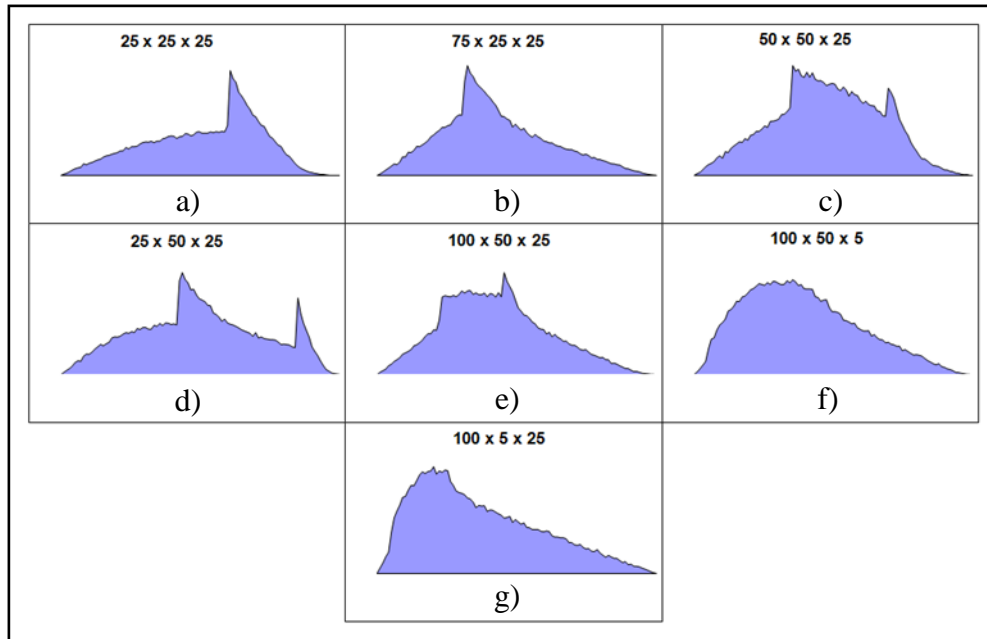 25 x 25 x 25
75 x 25 x 25
50 x 50 x 25
a)
b)
c)
25 x 50 x 25
100 x 50 x 25
100 x 50 x 5
d)
e)
f)
100 x 5 x 25
g)